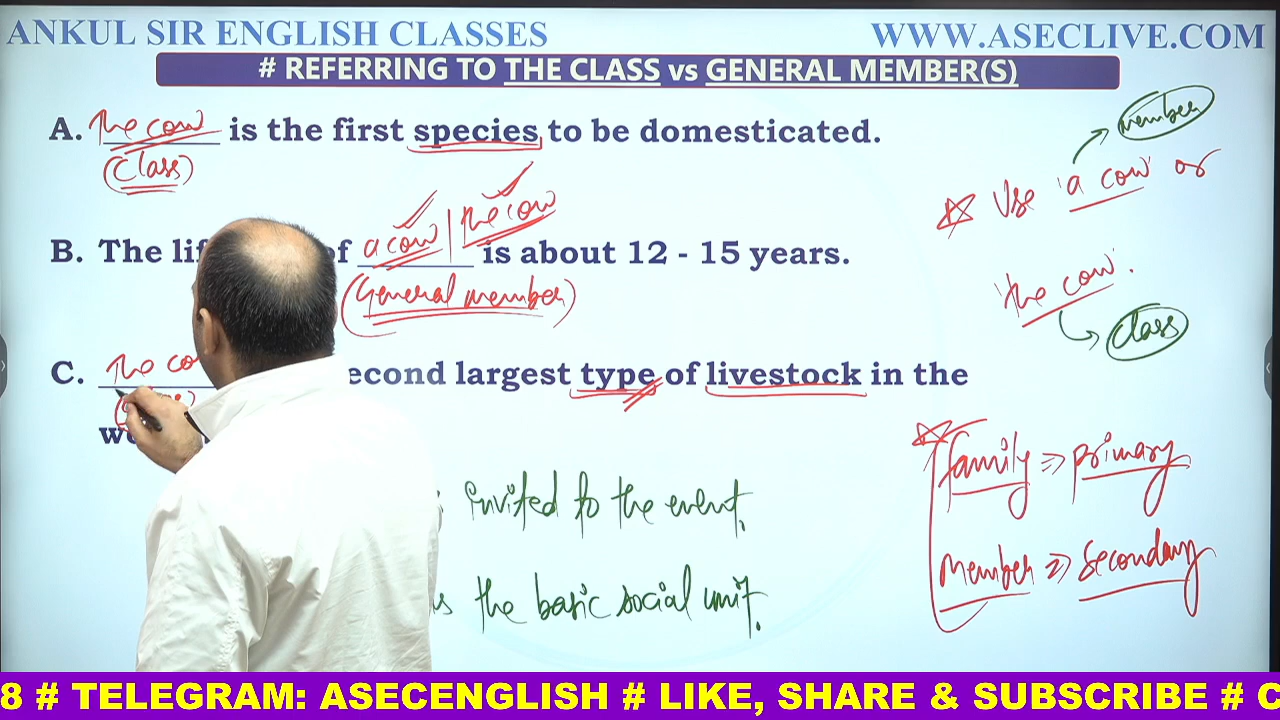 ANKUL SIR ENGLISH CLASSES
WWW.ASECLIVE.COM
# REFERRING TO THE CLASS vs GENERAL MEMBER(S)
A. The cow is the first species to be domesticated.
(Class)
member
☆ Use 'a cow' or
'the cow'.
class
B. The of a cow | the cow is about 12 - 15 years.
(General member)
C. The largest type of livestock in the
invited to the event.
the basic social unit.
☆ family => primary
Member => Secondary
8 # TELEGRAM: ASECENGLISH # LIKE, SHARE & SUBSCRIBE #